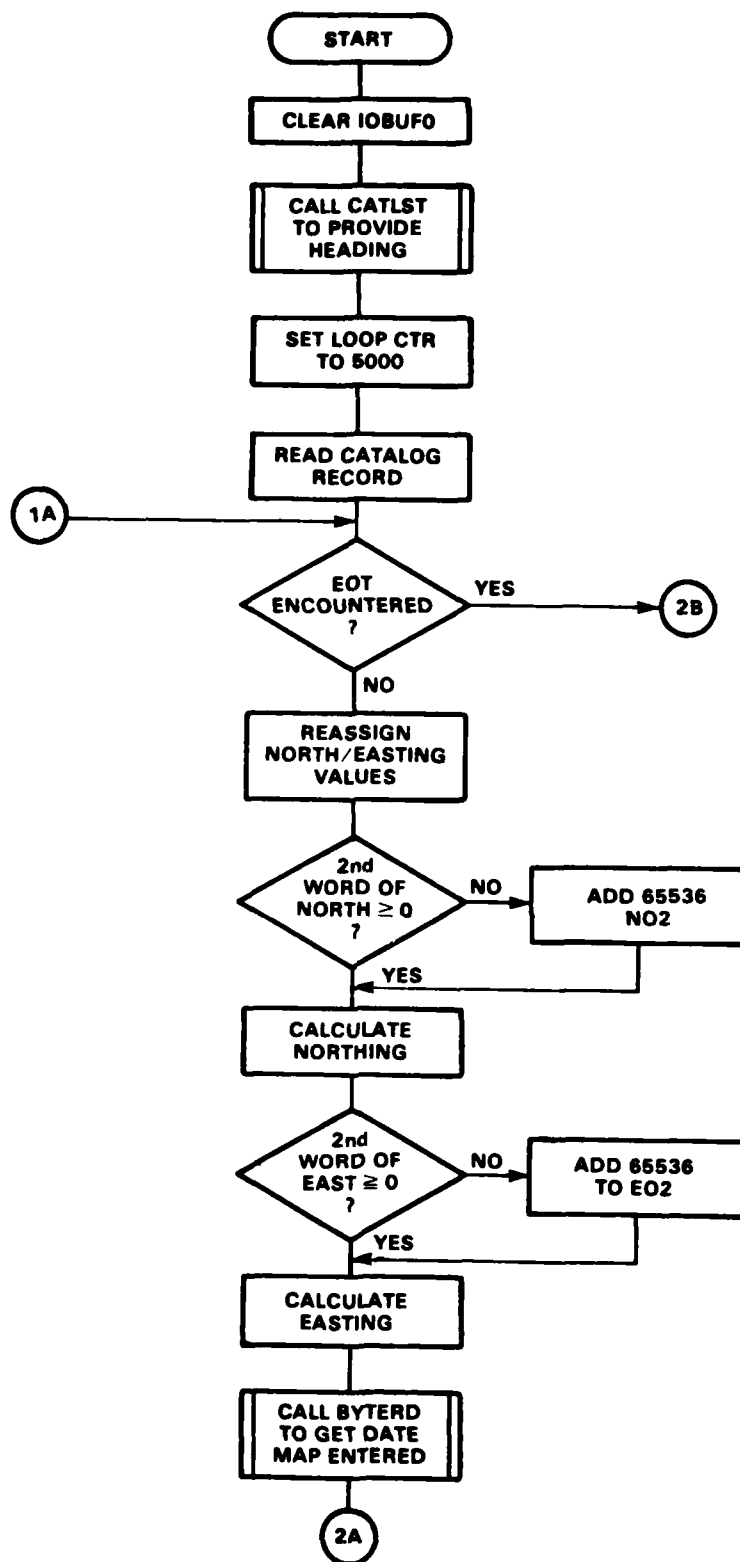 START
CLEAR IOBUF0
CALL CATLST
TO PROVIDE
HEADING
SET LOOP CTR
TO 5000
READ CATALOG
RECORD
1A
EOT
ENCOUNTERED
?
YES
2B
NO
REASSIGN
NORTH/EASTING
VALUES
2nd
WORD OF
NORTH ≧ 0
?
NO
ADD 65536
NO2
YES
CALCULATE
NORTHING
2nd
WORD OF
EAST ≧ 0
?
NO
ADD 65536
TO EO2
YES
CALCULATE
EASTING
CALL BYTERD
TO GET DATE
MAP ENTERED
2A